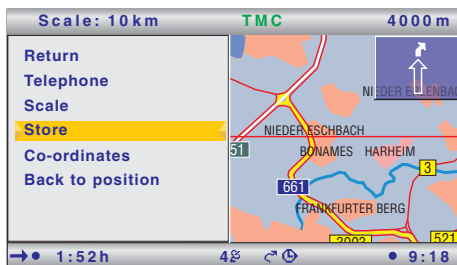 Scale: 10km TMC 4000m
Return
Telephone
Scale
Store
Co-ordinates
Back to position
NIEDER ESCHBACH
51
BONAMES HARHEIM
3
661
FRANKFURTER BERG
521
1:52h 9:18